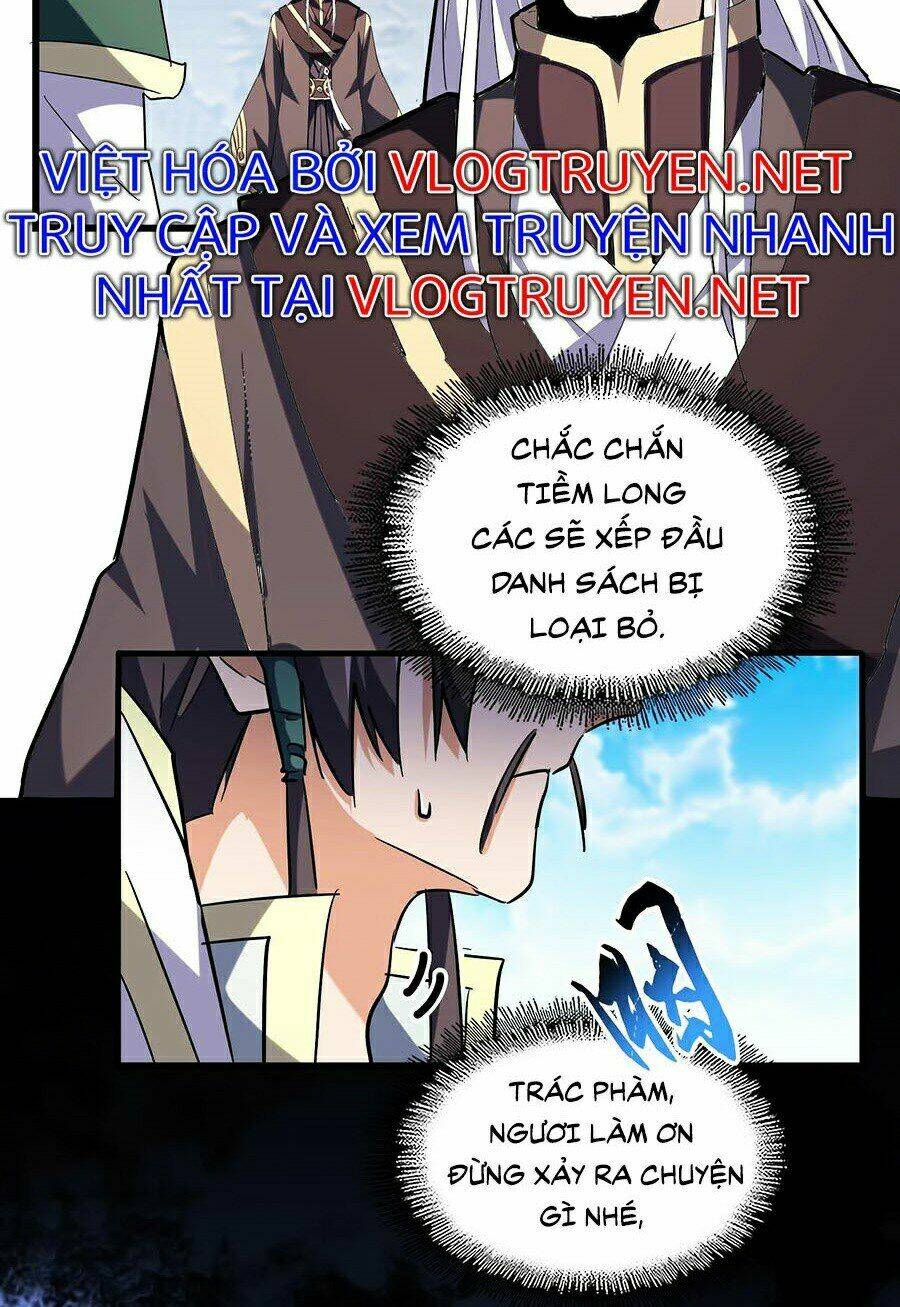 VIỆT HÓA BỞI VLOGTRUYEN.NET
TRUY CẬP VÀ XEM TRUYỆN NHANH
NHẤT TẠI VLOGTRUYEN.NET
CHẮC CHẮN
TIỀM LONG
CÁC SẼ XẾP ĐẦU
DANH SÁCH BỊ
LOẠI BỎ.
TRÁC PHÀM,
NGƯƠI LÀM ƠN
ĐỪNG XẢY RA CHUYỆN
GÌ NHÉ,